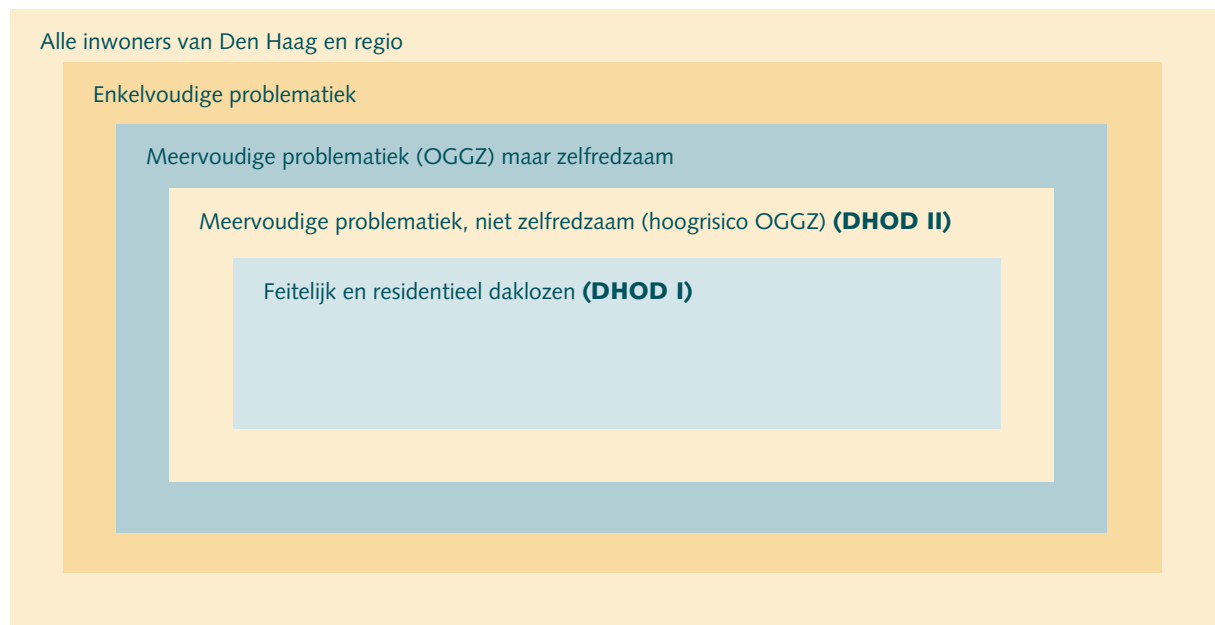 Alle inwoners van Den Haag en regio
Enkelvoudige problematiek
Meervoudige problematiek (OGGZ) maar zelfredzaam
Meervoudige problematiek, niet zelfredzaam (hoogrisico OGGZ) (DHOD II)
Feitelijk en residentieel daklozen (DHOD I)